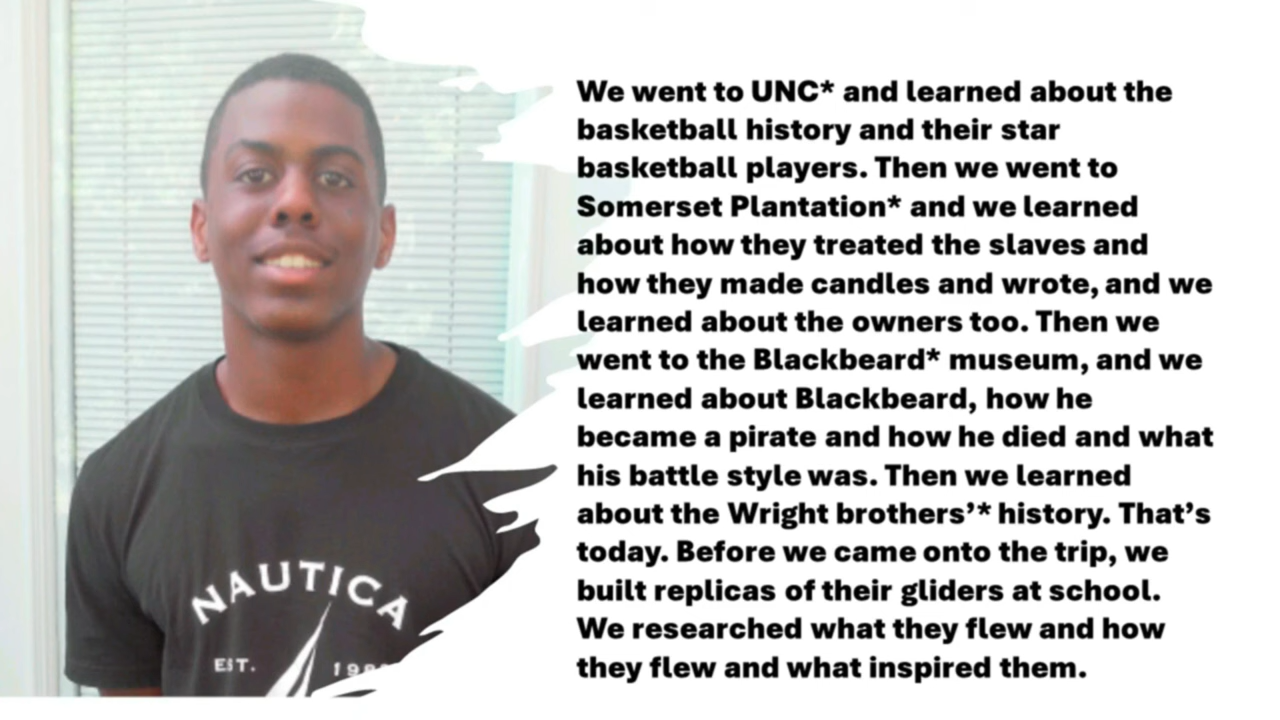 We went to UNC* and learned about the
basketball history and their star
basketball players. Then we went to
Somerset Plantation* and we learned
about how they treated the slaves and
how they made candles and wrote, and we
learned about the owners too. Then we
went to the Blackbeard* museum, and we
learned about Blackbeard, how he
became a pirate and how he died and what
his battle style was. Then we learned
about the Wright brothers’* history. That’s
today. Before we came onto the trip, we
built replicas of their gliders at school.
We researched what they flew and how
they flew and what inspired them.
NAUTICA
EST.